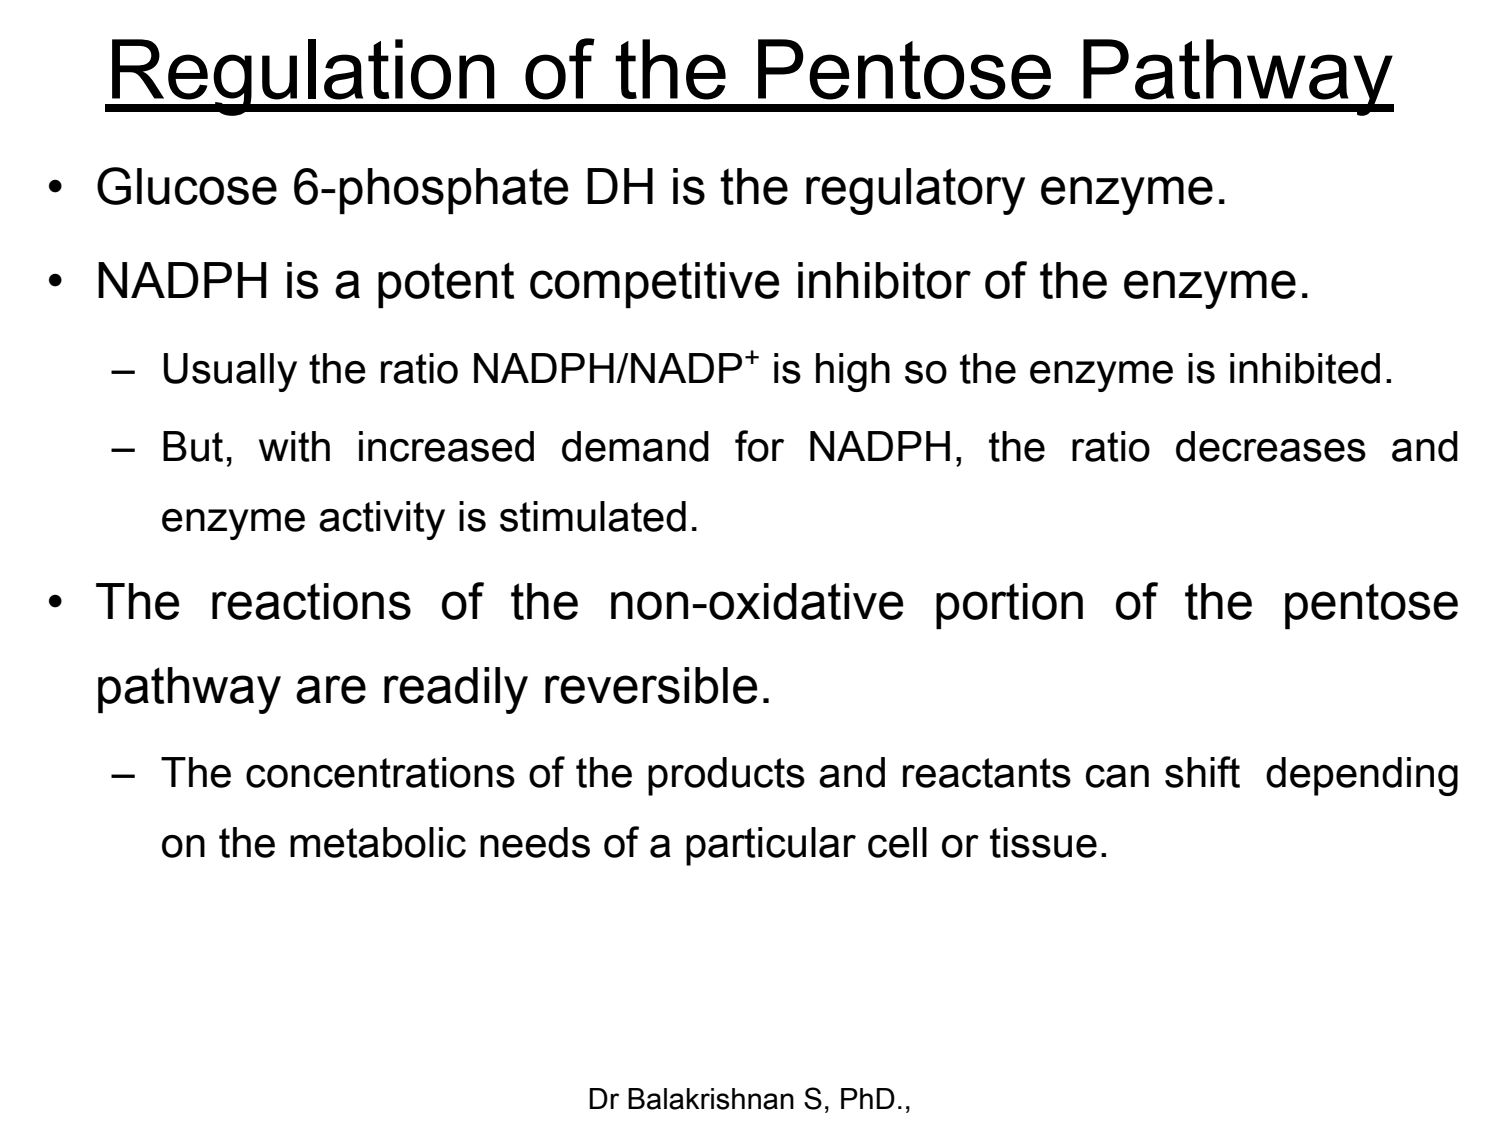 Regulation of the Pentose Pathway
• Glucose 6-phosphate DH is the regulatory enzyme.
• NADPH is a potent competitive inhibitor of the enzyme.
– Usually the ratio NADPH/NADP⁺ is high so the enzyme is inhibited.
– But, with increased demand for NADPH, the ratio decreases and
enzyme activity is stimulated.
• The reactions of the non-oxidative portion of the pentose
pathway are readily reversible.
– The concentrations of the products and reactants can shift depending
on the metabolic needs of a particular cell or tissue.
Dr Balakrishnan S, PhD.,